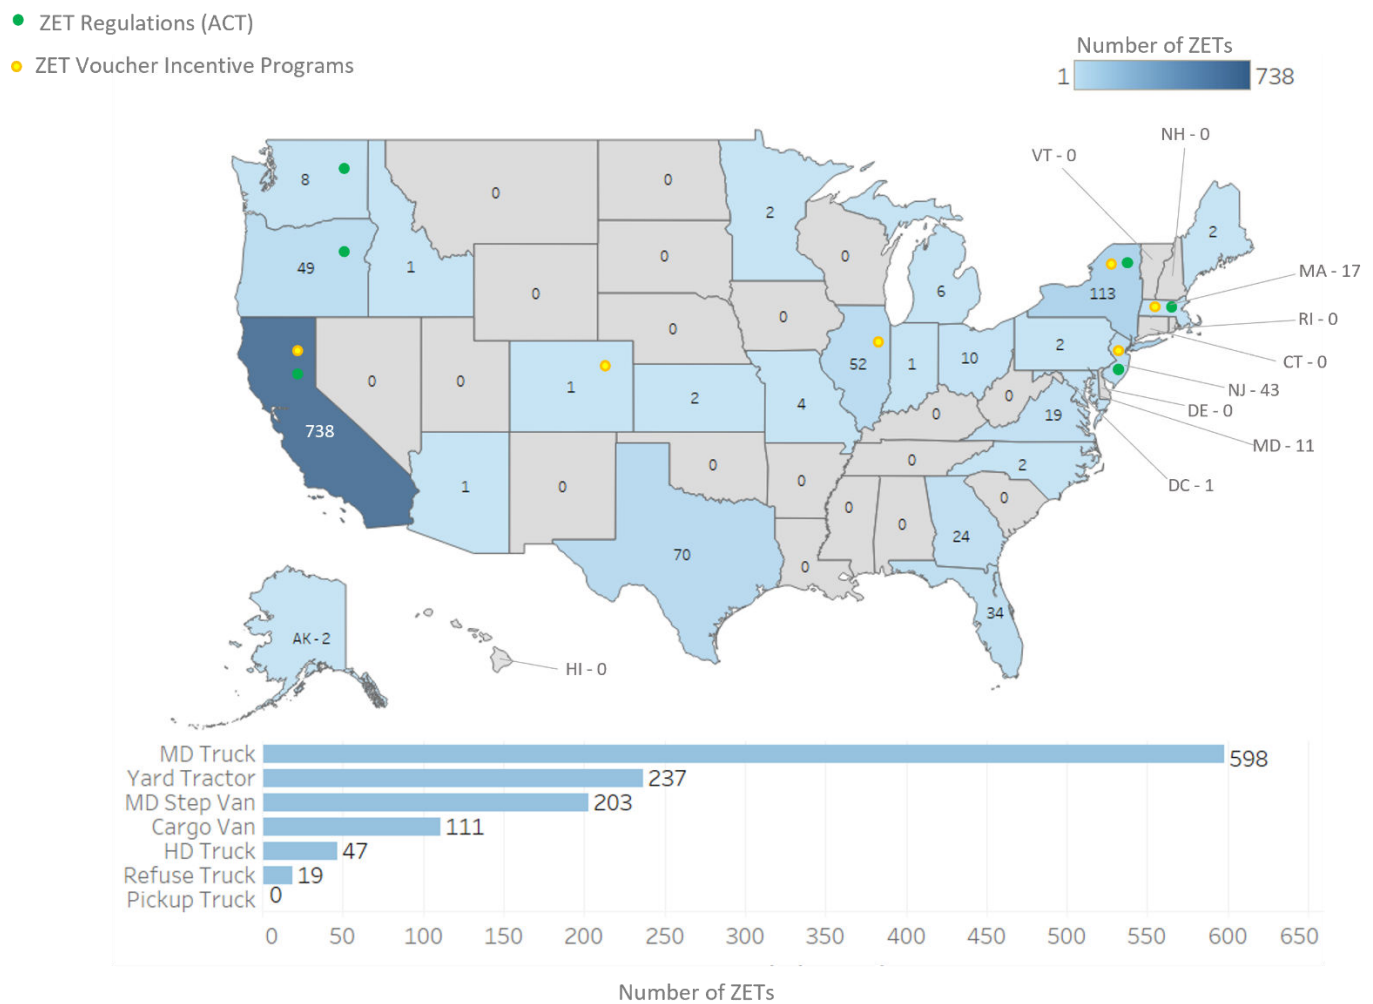 ZET Regulations (ACT)
ZET Voucher Incentive Programs
Number of ZETs
1 738
NH - 0
VT - 0
8
0
0
2
2
49
1
0
0
0
6
113
MA - 17
RI - 0
CT - 0
NJ - 43
DE - 0
MD - 11
DC - 1
0
0
52
1
10
2
738
0
0
1
2
4
0
0
19
1
0
0
0
0
2
0
70
0
0
0
24
34
AK - 2
HI - 0
MD Truck 598
Yard Tractor 237
MD Step Van 203
Cargo Van 111
HD Truck 47
Refuse Truck 19
Pickup Truck 0
0 50 100 150 200 250 300 350 400 450 500 550 600 650
Number of ZETs